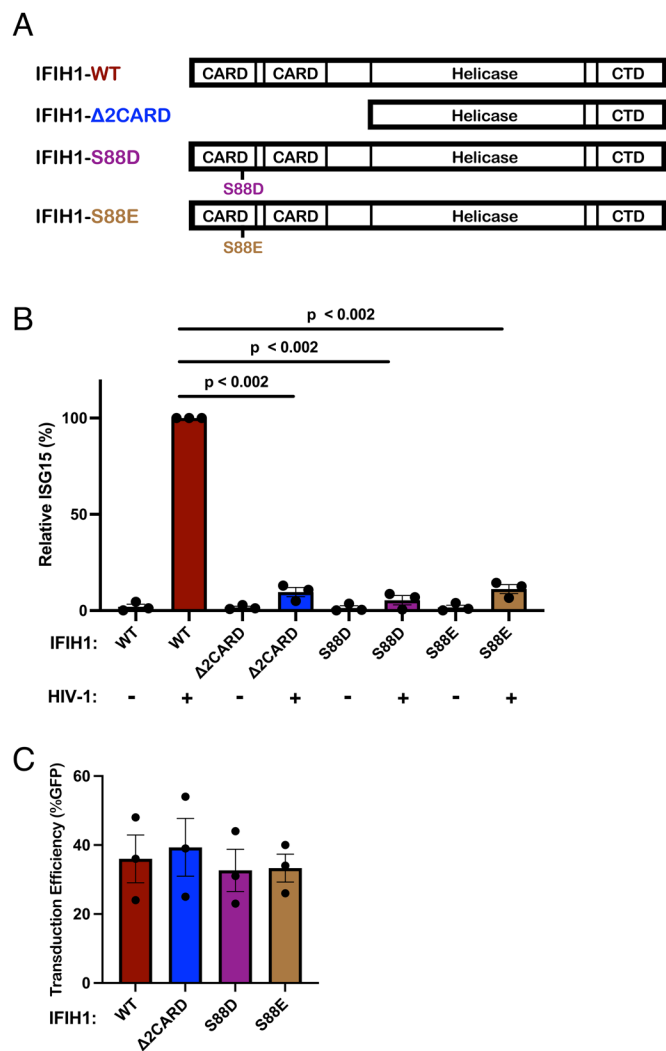 A
IFIH1-WT CARD CARD Helicase CTD
IFIH1-Δ2CARD Helicase CTD
IFIH1-S88D CARD CARD Helicase CTD
S88D
IFIH1-S88E CARD CARD Helicase CTD
S88E
B
p < 0.002
p < 0.002
p < 0.002
Relative ISG15 (%)
100
50
0
IFIH1: WT WT Δ2CARD Δ2CARD S88D S88D S88E S88E
HIV-1: - + - + - + - +
C
Transduction Efficiency (%GFP)
60
40
20
0
IFIH1: WT Δ2CARD S88D S88E